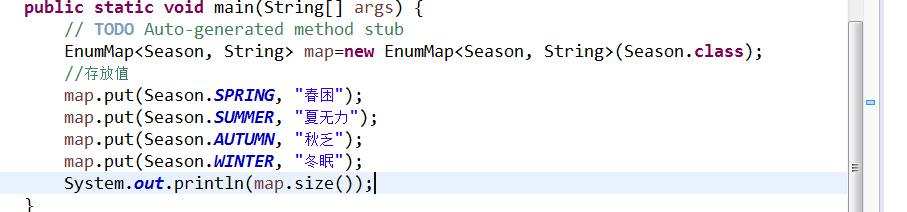 public static void main(String[] args) {
// TODO Auto-generated method stub
EnumMap<Season, String> map=new EnumMap<Season, String>(Season.class);
//存放值
map.put(Season.SPRING, "春困");
map.put(Season.SUMMER, "夏无力");
map.put(Season.AUTUMN, "秋乏");
map.put(Season.WINTER, "冬眠");
System.out.println(map.size());
}